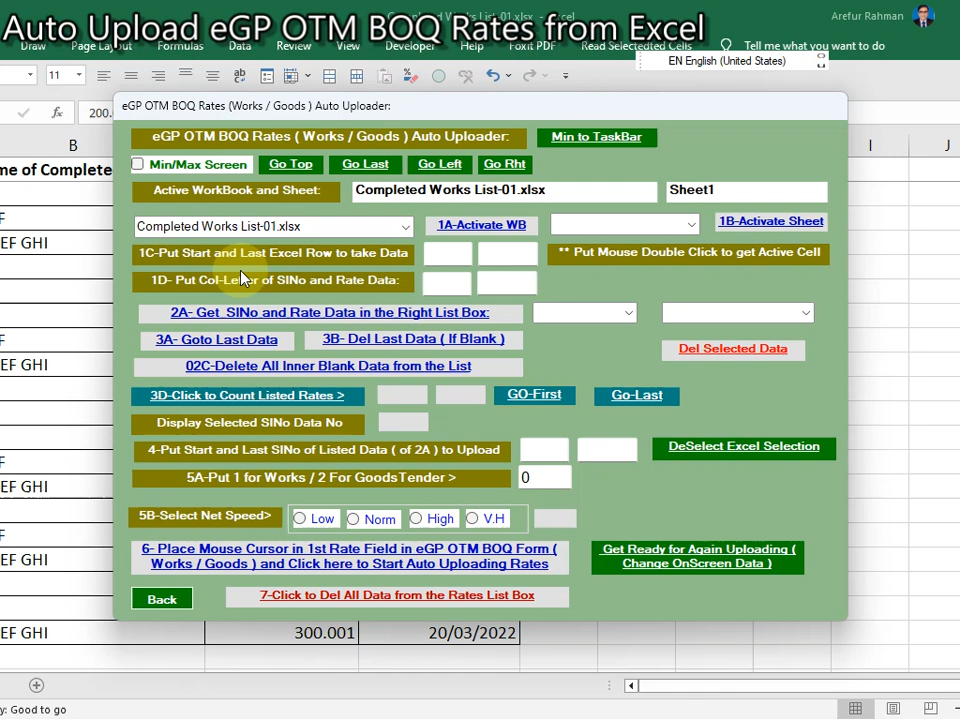 Auto Upload eGP OTM BOQ Rates from Excel
Completed Works List-01.xlsx - Excel
Arefur Rahman
Draw Page Layout Formulas Data Review View Developer Help Foxit PDF Read Selected Cells Tell me what you want to do
EN English (United States)
11
fx 200.
eGP OTM BOQ Rates (Works / Goods ) Auto Uploader:
eGP OTM BOQ Rates ( Works / Goods ) Auto Uploader: Min to TaskBar
B I J
me of Complete
Min/Max Screen Go Top Go Last Go Left Go Rht
Active WorkBook and Sheet: Completed Works List-01.xlsx Sheet1
F
Completed Works List-01.xlsx 1A-Activate WB 1B-Activate Sheet
EF GHI
1C-Put Start and Last Excel Row to take Data ** Put Mouse Double Click to get Active Cell
1D- Put Col-Letter of SlNo and Rate Data:
2A- Get SlNo and Rate Data in the Right List Box:
F
3A- Goto Last Data 3B- Del Last Data ( If Blank ) Del Selected Data
EF GHI
02C-Delete All Inner Blank Data from the List
3D-Click to Count Listed Rates > GO-First Go-Last
Display Selected SlNo Data No
4-Put Start and Last SlNo of Listed Data ( of 2A ) to Upload DeSelect Excel Selection
F
5A-Put 1 for Works / 2 For GoodsTender > 0
EF GHI
5B-Select Net Speed> Low Norm High V.H
F
6- Place Mouse Cursor in 1st Rate Field in eGP OTM BOQ Form (
Works / Goods ) and Click here to Start Auto Uploading Rates
Get Ready for Again Uploading (
Change OnScreen Data )
EF GHI
Back 7-Click to Del All Data from the Rates List Box
EF GHI 300.001 20/03/2022
y: Good to go